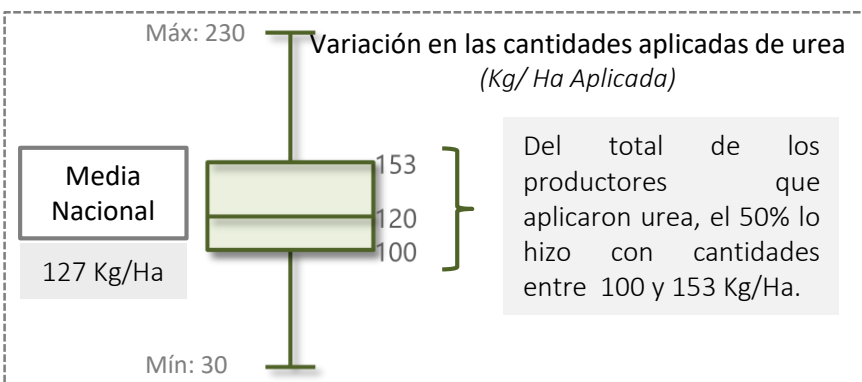 Máx: 230
Variación en las cantidades aplicadas de urea
(Kg/ Ha Aplicada)
Media
Nacional
127 Kg/Ha
153
120
100
Del total de los
productores que
aplicaron urea, el 50% lo
hizo con cantidades
entre 100 y 153 Kg/Ha.
Mín: 30